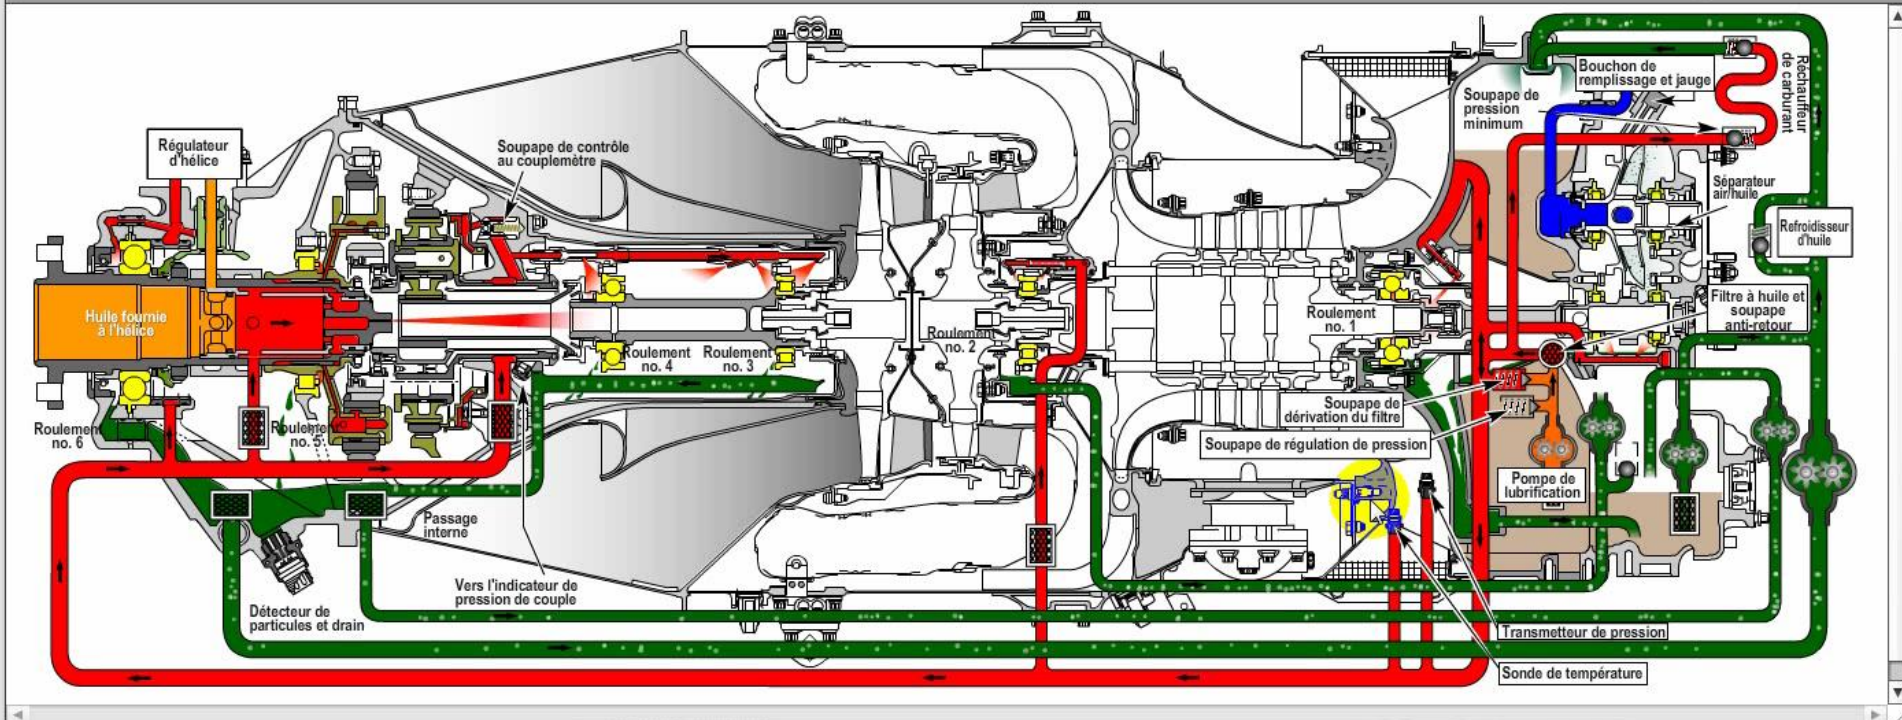 Bouchon de
remplissage et jauge
Réchauffeur
de carburant
Soupape de
pression
minimum
Régulateur
d'hélice
Soupape de contrôle
au couplemètre
Séparateur
air/huile
Refroidisseur
d'huile
Huile fournie
à l'hélice
Filtre à huile et
soupape
anti-retour
Roulement
no. 1
Roulement
no. 2
Roulement
no. 4
Roulement
no. 3
Soupape de
dérivation du filtre
Roulement
no. 6
Roulement
no. 5
Soupape de régulation de pression
Pompe de
lubrification
Passage
interne
Vers l'indicateur de
pression de couple
Détecteur de
particules et drain
Transmetteur de pression
Sonde de température